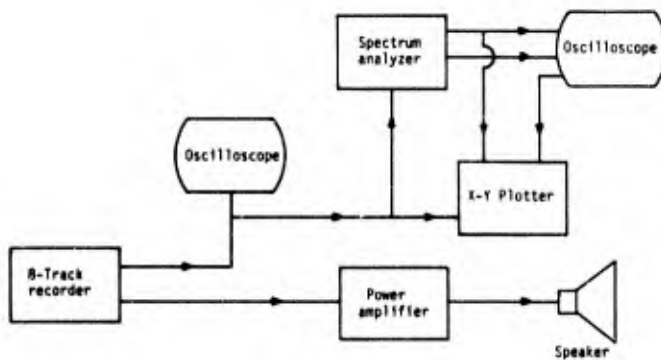 Spectrum
analyzer
Oscilloscope
Oscilloscope
X-Y Plotter
8-Track
recorder
Power
amplifier
Speaker